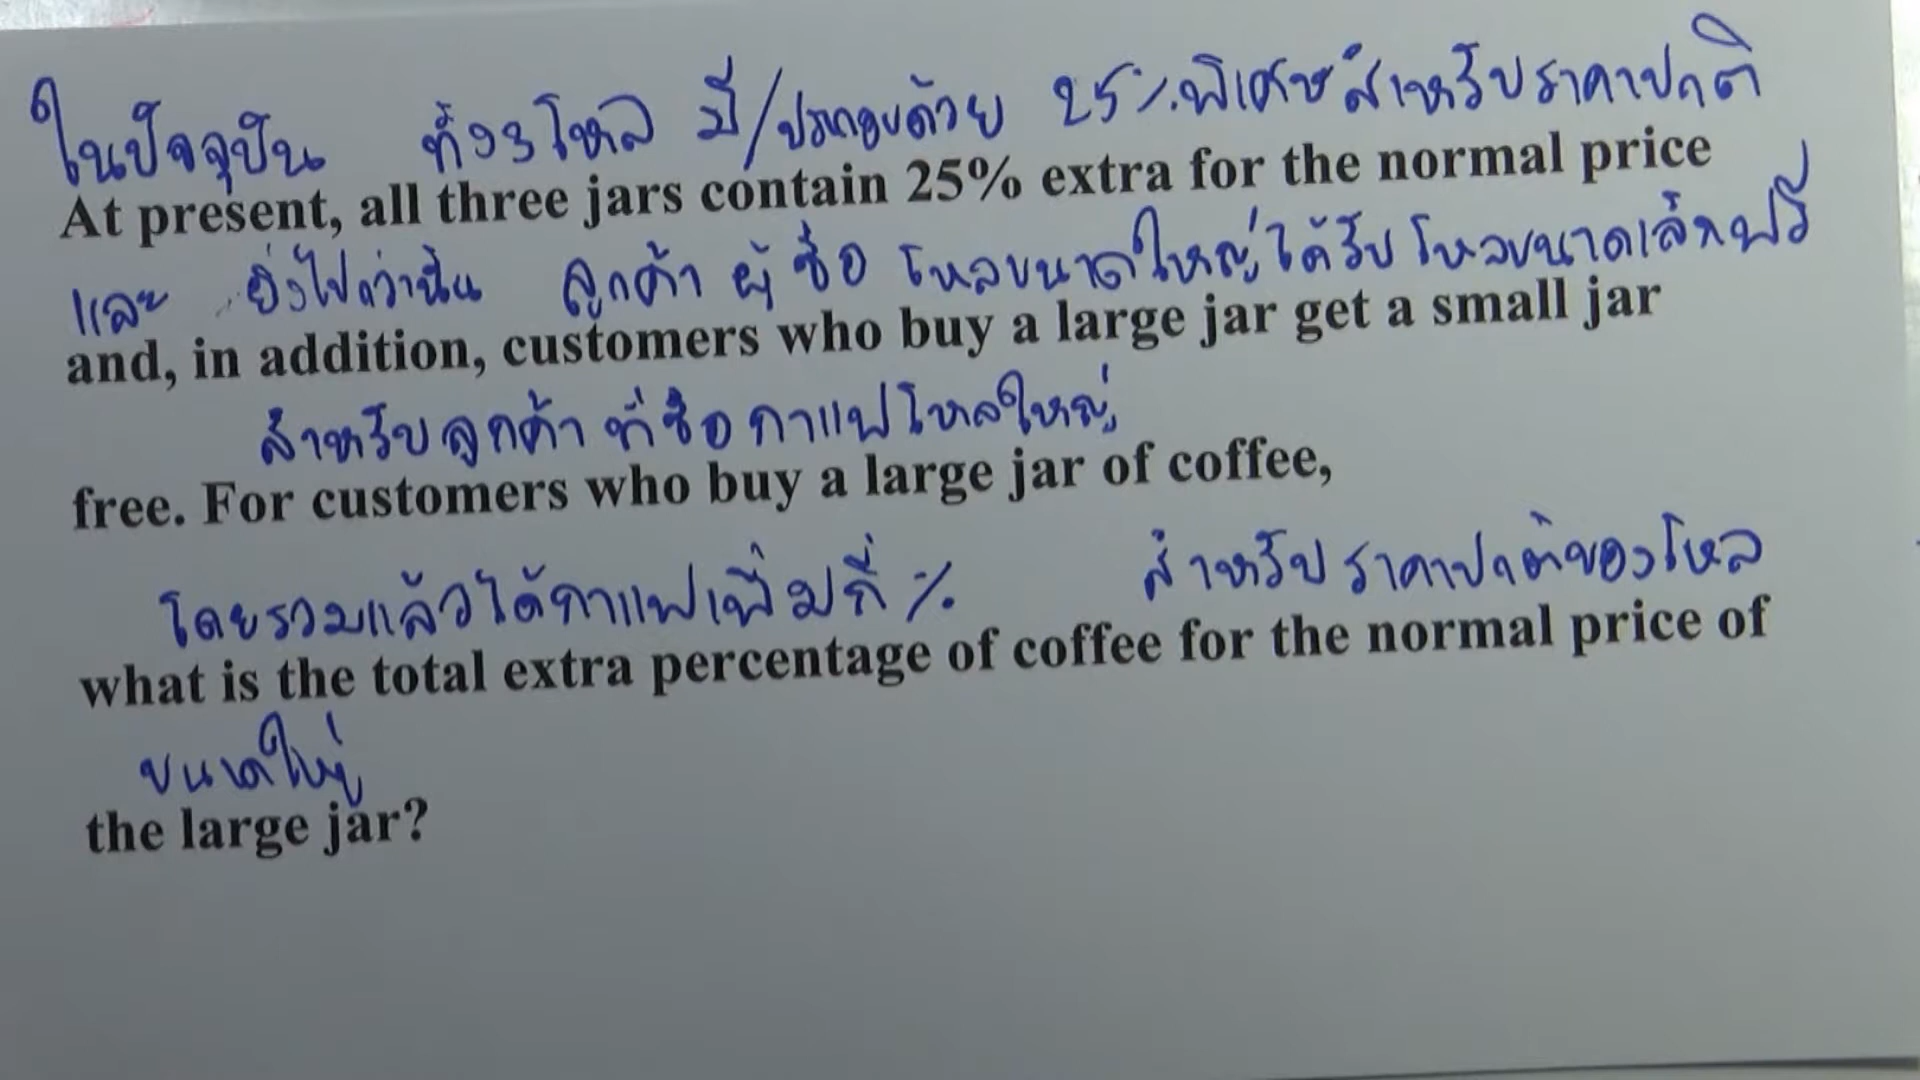 ในปัจจุบัน ทั้ง3โหล มี/ประกอบด้วย 25%พิเศษสำหรับราคาปกติ
At present, all three jars contain 25% extra for the normal price
และ ยิ่งไปกว่านั้น ลูกค้า ผู้ ซื้อ โหลขนาดใหญ่ได้รับ โหลขนาดเล็กฟรี
and, in addition, customers who buy a large jar get a small jar
สำหรับลูกค้า ที่ซื้อ กาแฟโหลใหญ่
free. For customers who buy a large jar of coffee,
โดยรวมแล้วได้กาแฟเพิ่มกี่ % สำหรับ ราคาปกติของโหล
what is the total extra percentage of coffee for the normal price of
ขนาดใหญ่
the large jar?